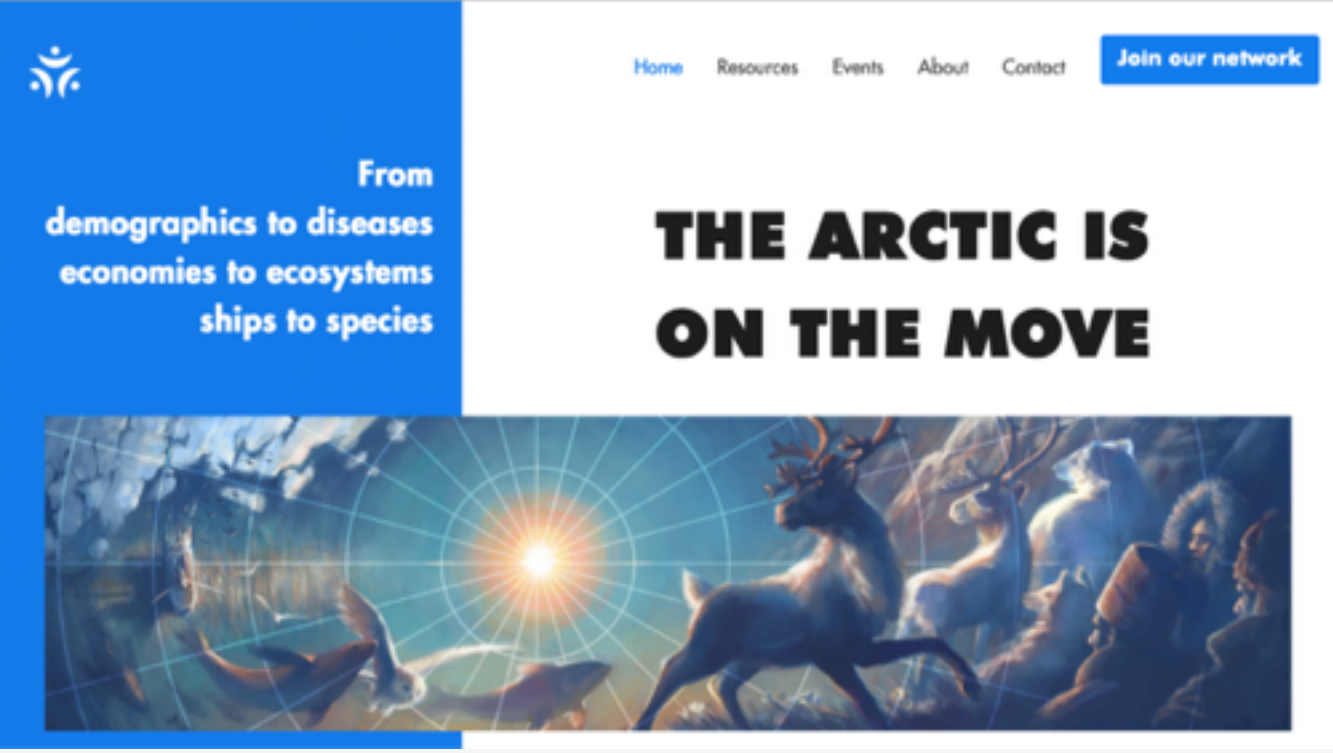 Home Resources Events About Contact Join our network
From
demographics to diseases
economies to ecosystems
ships to species
THE ARCTIC IS
ON THE MOVE